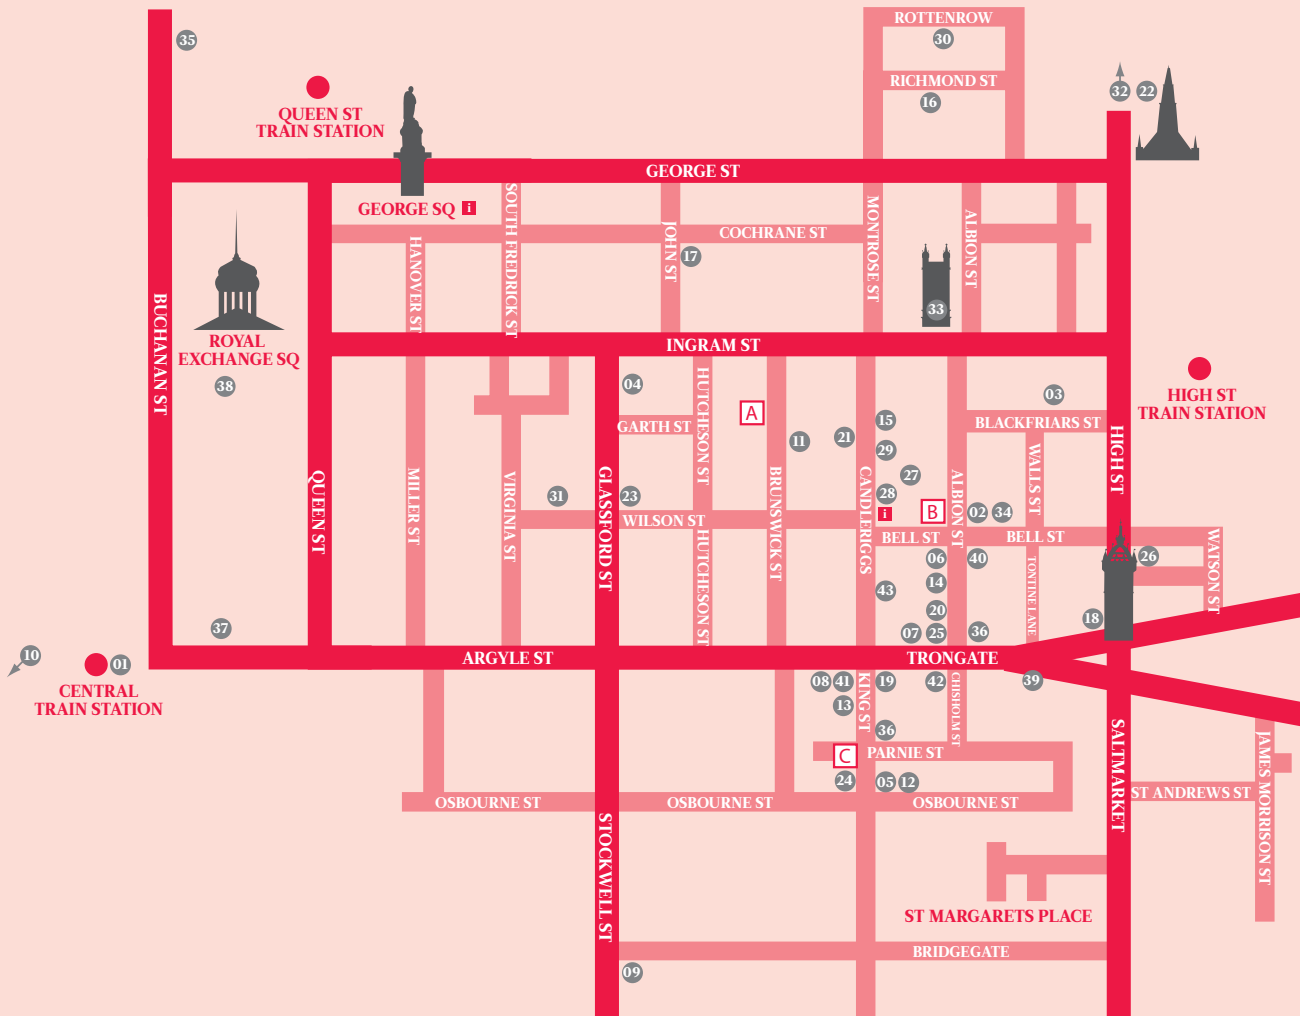 ROTTENROW
30
35
RICHMOND ST
32
22
16
QUEEN ST
TRAIN STATION
GEORGE ST
GEORGE SQ i
SOUTH FREDRICK ST
JOHN ST
COCHRANE ST
MONTROSE ST
ALBION ST
HANOVER ST
17
33
BUCHANAN ST
ROYAL
EXCHANGE SQ
38
INGRAM ST
HIGH ST
TRAIN STATION
04
03
HUTCHESON ST
A
GARTH ST
11
21
15
29
BLACKFRIARS ST
HIGH ST
WALLS ST
27
QUEEN ST
MILLER ST
VIRGINIA ST
31
GLASSFORD ST
23
BRUNSWICK ST
CANDLERIGGS
28
i
B
ALBION ST
02
34
WILSON ST
HUTCHESON ST
BELL ST
BELL ST
WATSON ST
26
06
40
TONTINE LANE
14
43
20
18
37
07
25
36
10
01
CENTRAL
TRAIN STATION
ARGYLE ST
TRONGATE
08
41
KING ST
19
42
CHISHOLM ST
39
13
36
C
PARNIE ST
24
05
12
SALTMARKET
JAMES MORRISON ST
ST ANDREWS ST
OSBOURNE ST
OSBOURNE ST
OSBOURNE ST
STOCKWELL ST
ST MARGARETS PLACE
BRIDGEGATE
09